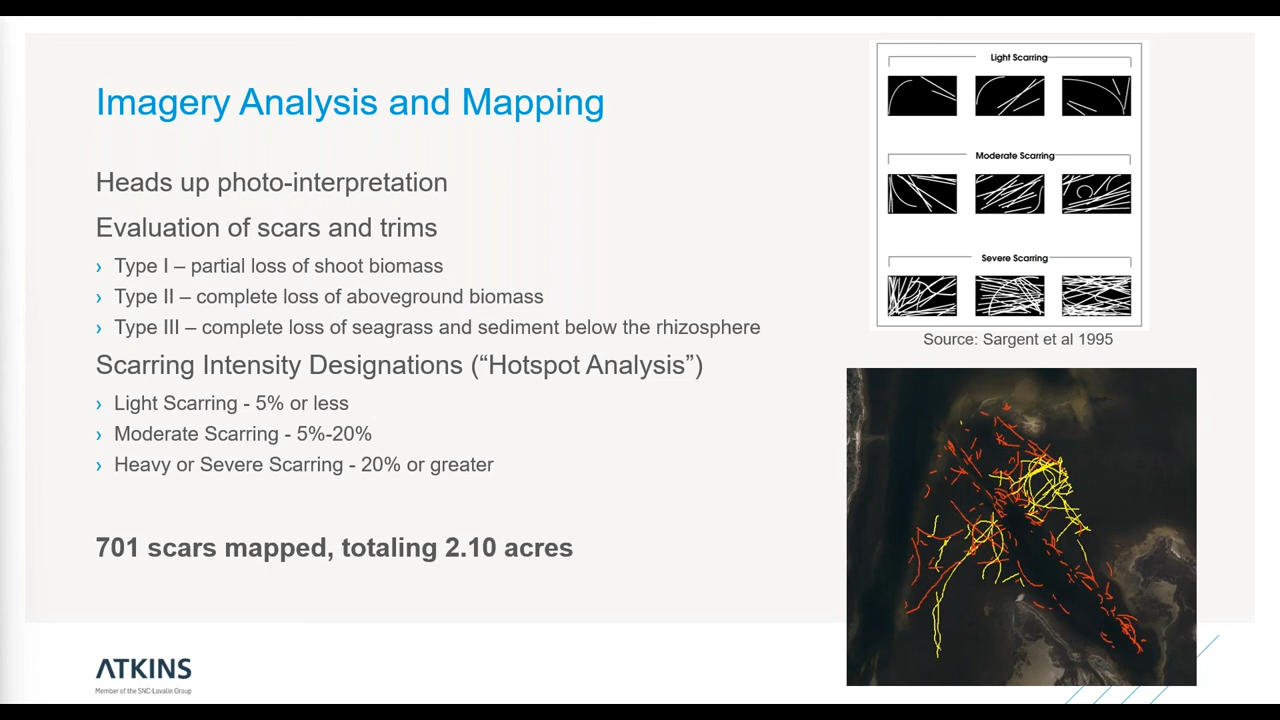 Imagery Analysis and Mapping
Heads up photo-interpretation
Evaluation of scars and trims
› Type I – partial loss of shoot biomass
› Type II – complete loss of aboveground biomass
› Type III – complete loss of seagrass and sediment below the rhizosphere
Scarring Intensity Designations (“Hotspot Analysis”)
› Light Scarring - 5% or less
› Moderate Scarring - 5%-20%
› Heavy or Severe Scarring - 20% or greater
701 scars mapped, totaling 2.10 acres
ATKINS
Member of the SNC-Lavalin Group
Light Scarring
Moderate Scarring
Severe Scarring
Source: Sargent et al 1995